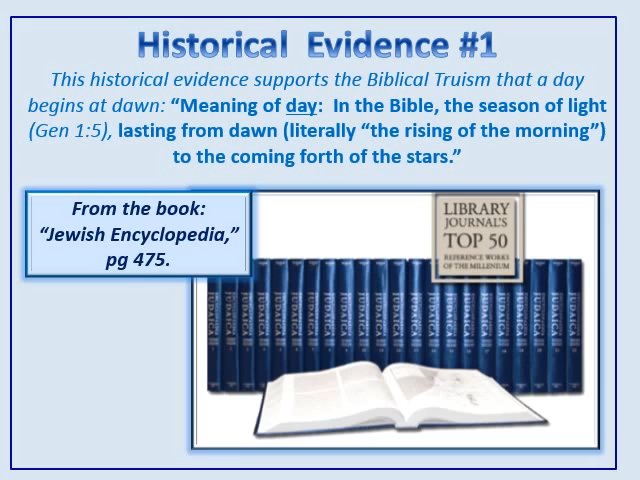 Historical Evidence #1
This historical evidence supports the Biblical Truism that a day
begins at dawn: “Meaning of day: In the Bible, the season of light
(Gen 1:5), lasting from dawn (literally “the rising of the morning”)
to the coming forth of the stars.”
From the book:
“Jewish Encyclopedia,”
pg 475.
LIBRARY
JOURNAL'S
TOP 50
REFERENCE WORKS
OF THE MILLENIUM
JUDAICA